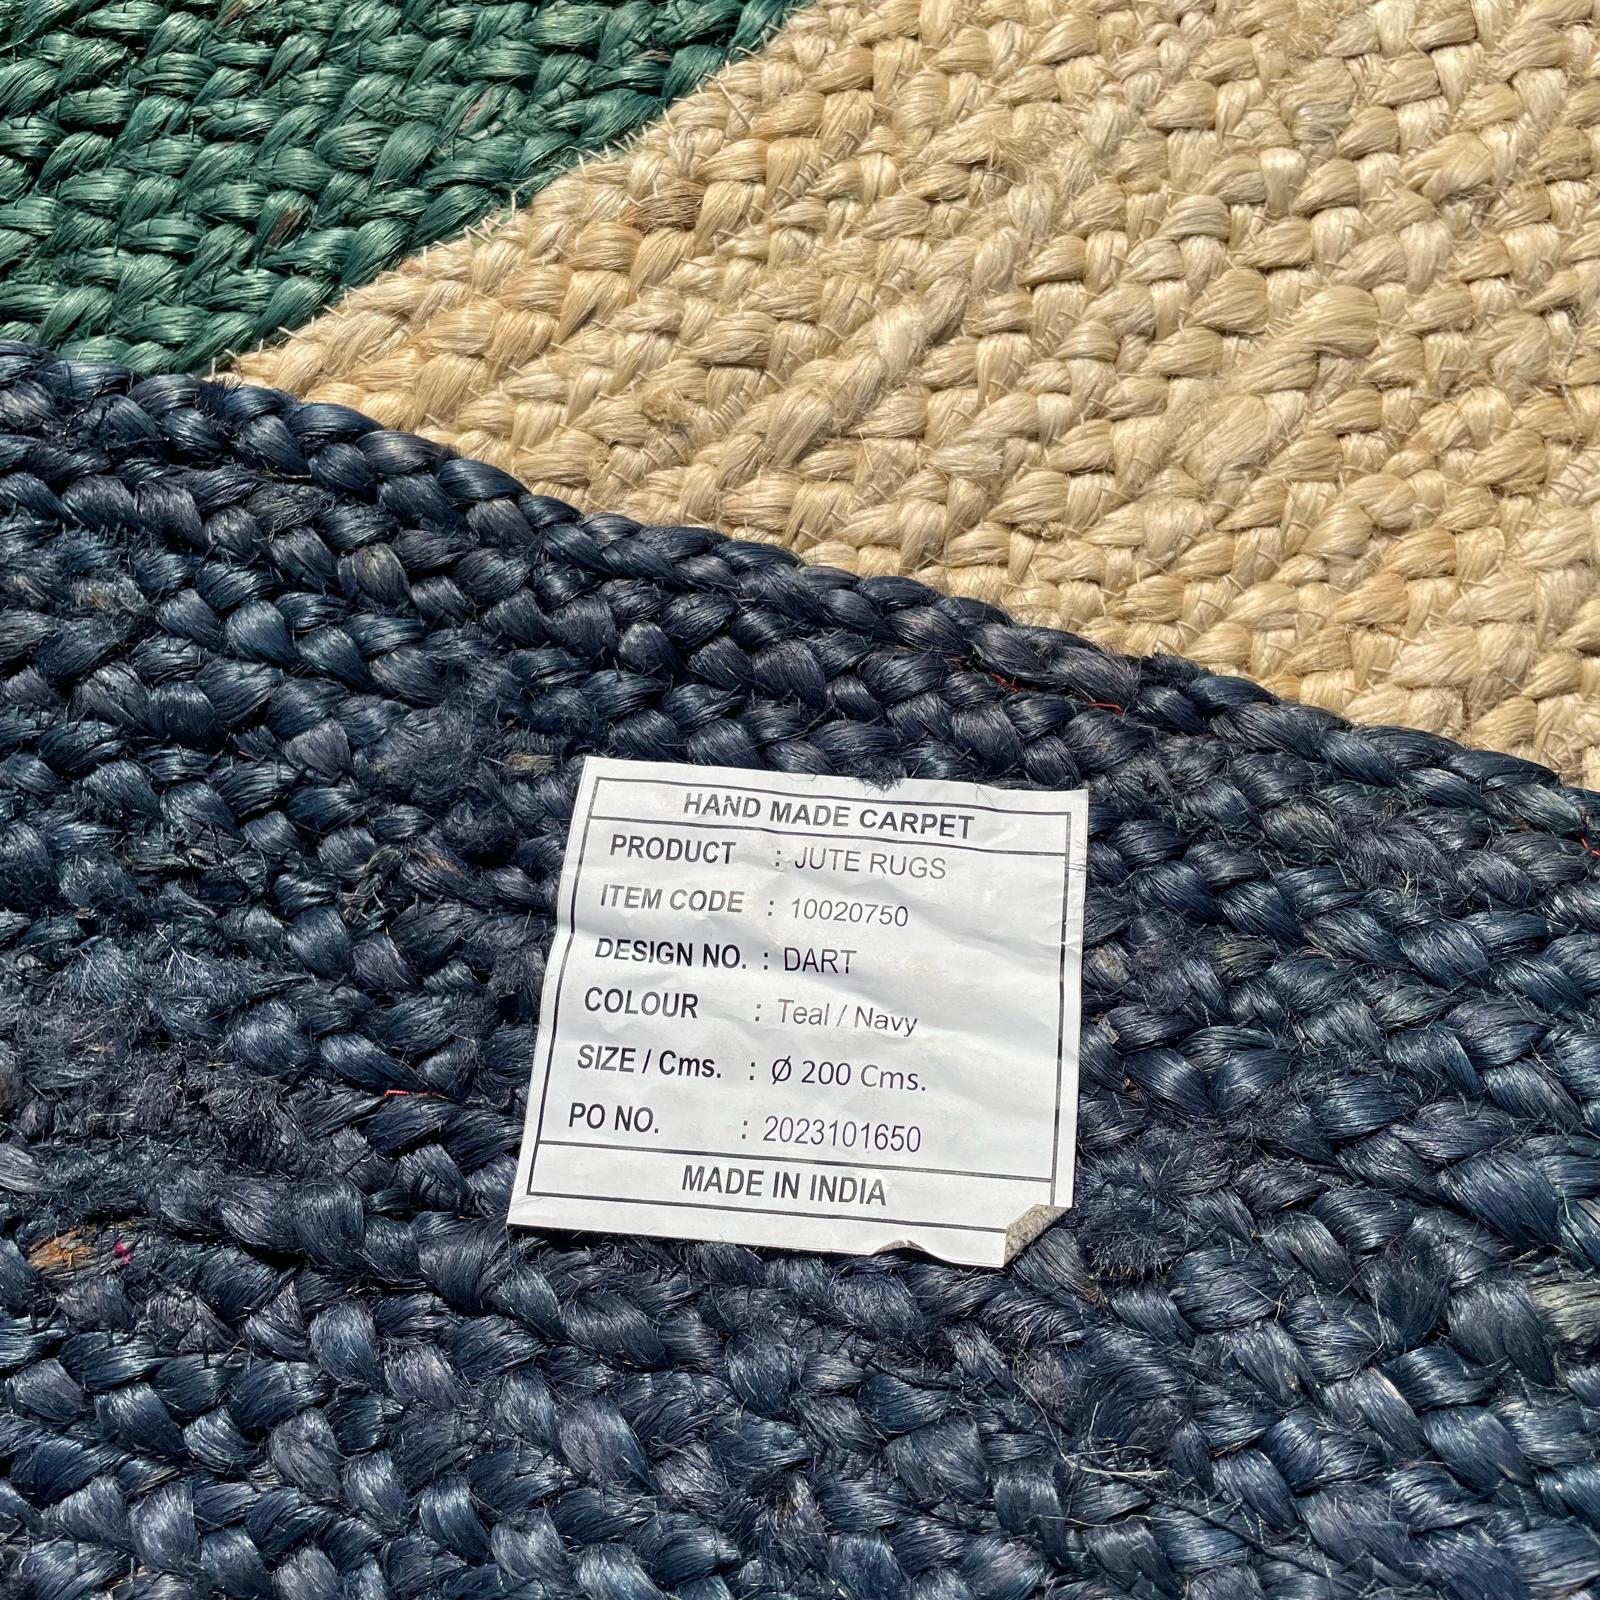 HAND MADE CARPET
PRODUCT : JUTE RUGS
ITEM CODE : 10020750
DESIGN NO. : DART
COLOUR : Teal / Navy
SIZE / Cms. : Ø 200 Cms.
PO NO. : 2023101650
MADE IN INDIA